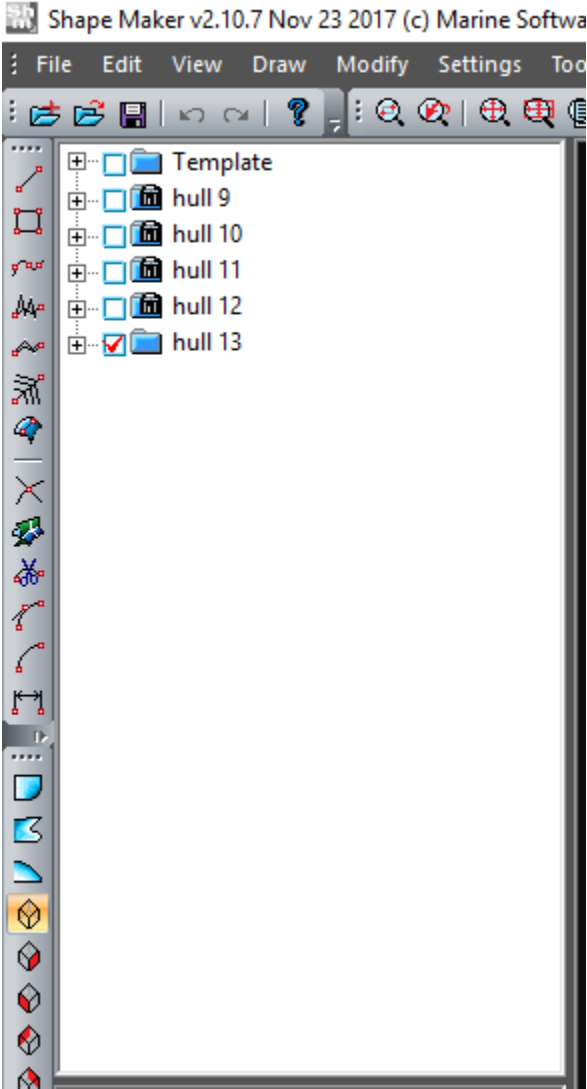 Shape Maker v2.10.7 Nov 23 2017 (c) Marine Softwa
File Edit View Draw Modify Settings Too
Template
hull 9
hull 10
hull 11
hull 12
hull 13